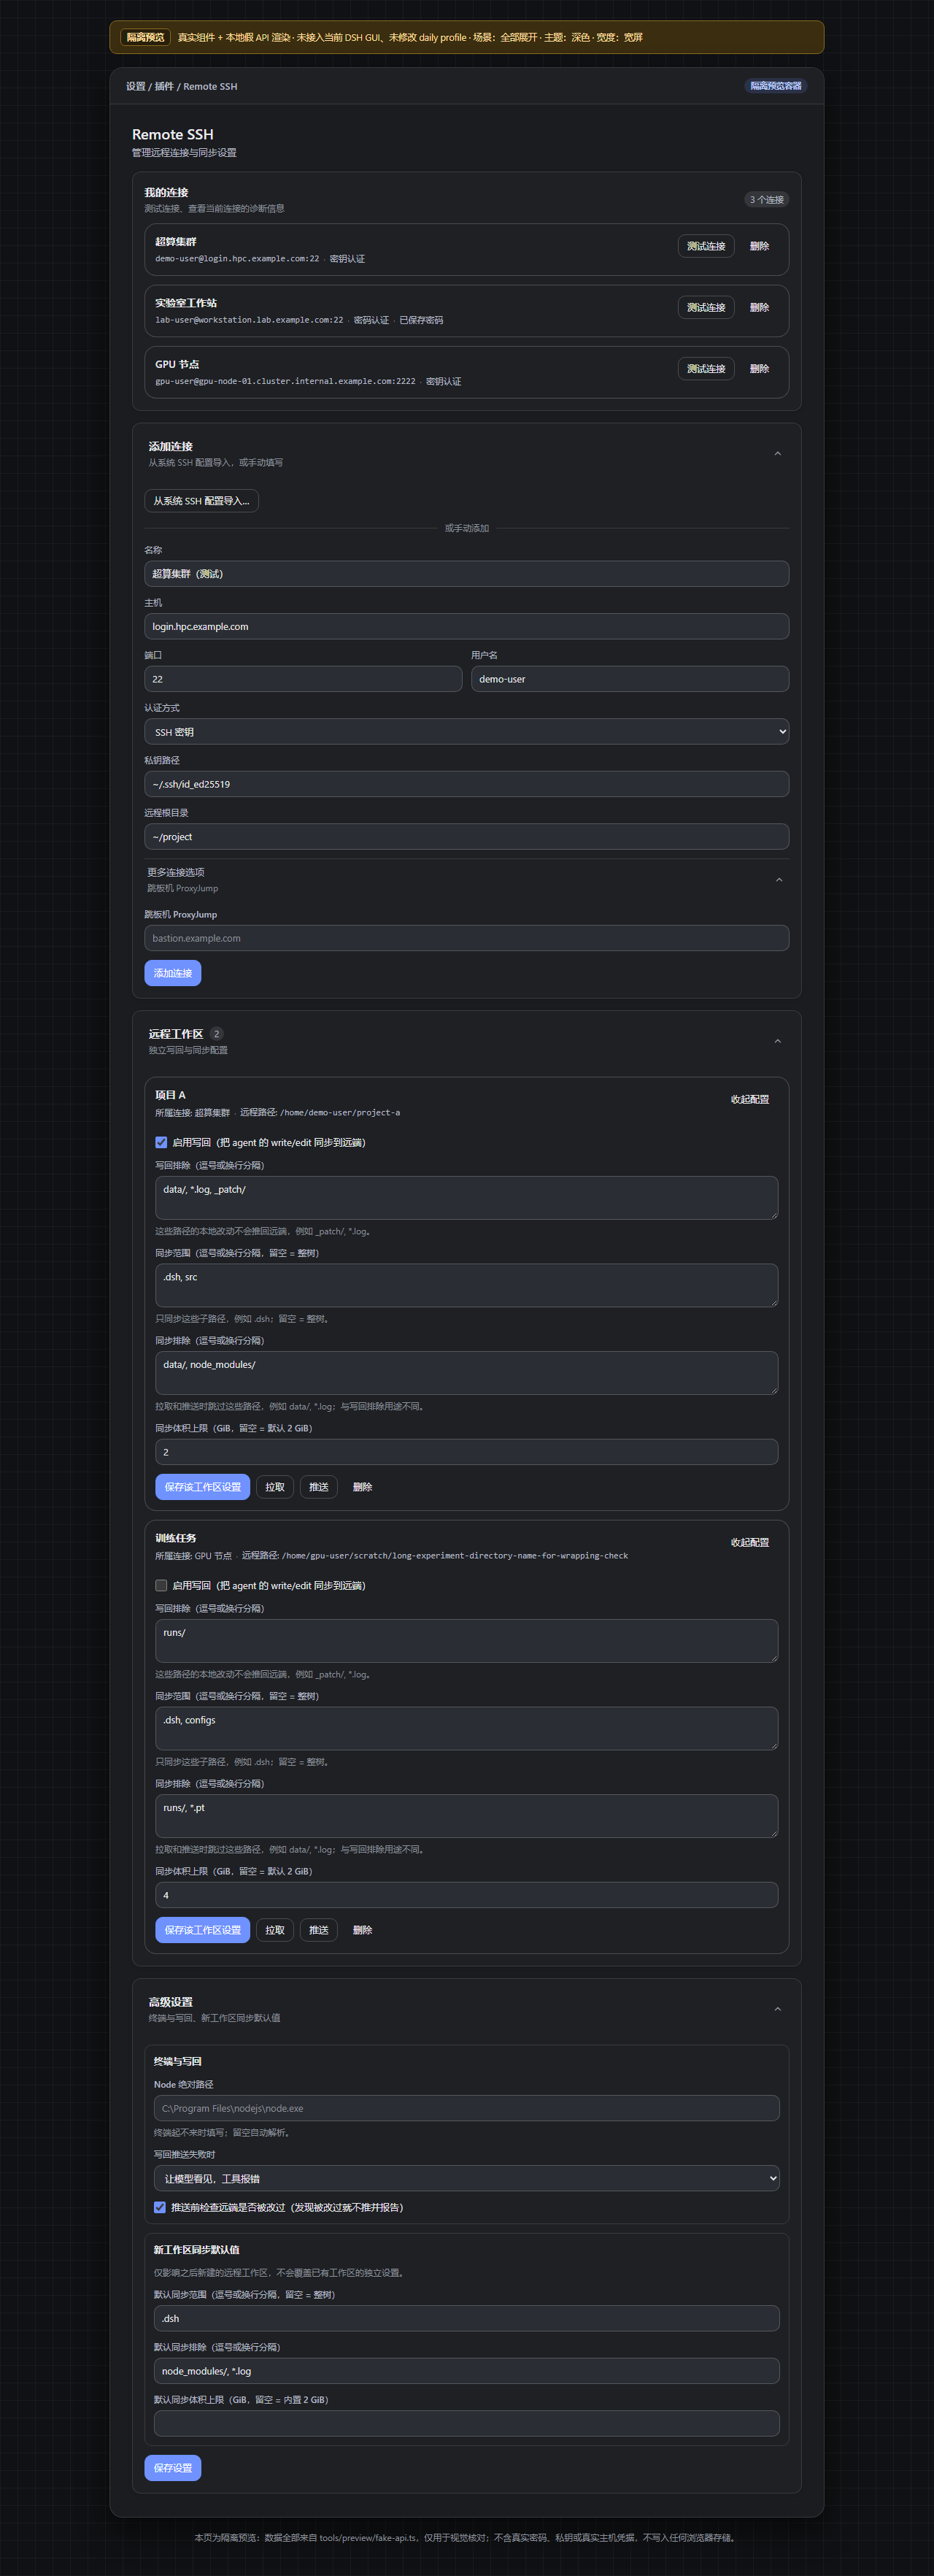 隔离预览 真实组件 + 本地假 API 渲染 · 未接入当前 DSH GUI、未修改 daily profile · 场景：全部展开 · 主题：深色 · 宽度：宽屏
设置 / 插件 / Remote SSH 隔离预览容器
Remote SSH
管理远程连接与同步设置
我的连接 3 个连接
测试连接、查看当前连接的诊断信息
超算集群 测试连接 删除
demo-user@login.hpc.example.com:22 · 密钥认证
实验室工作站 测试连接 删除
lab-user@workstation.lab.example.com:22 · 密码认证 · 已保存密码
GPU 节点 测试连接 删除
gpu-user@gpu-node-01.cluster.internal.example.com:2222 · 密钥认证
添加连接
从系统 SSH 配置导入，或手动填写
从系统 SSH 配置导入...
或手动添加
名称
超算集群（测试）
主机
login.hpc.example.com
端口 用户名
22 demo-user
认证方式
SSH 密钥
私钥路径
~/.ssh/id_ed25519
远程根目录
~/project
更多连接选项
跳板机 ProxyJump
跳板机 ProxyJump
bastion.example.com
添加连接
远程工作区 2
独立写回与同步配置
项目 A 收起配置
所属连接: 超算集群 · 远程路径: /home/demo-user/project-a
启用写回（把 agent 的 write/edit 同步到远端）
写回排除（逗号或换行分隔）
data/, *.log, _patch/
这些路径的本地改动不会推回远端，例如 _patch/, *.log。
同步范围（逗号或换行分隔，留空 = 整树）
.dsh, src
只同步这些子路径，例如 .dsh；留空 = 整树。
同步排除（逗号或换行分隔）
data/, node_modules/
拉取和推送时跳过这些路径，例如 data/, *.log；与写回排除用途不同。
同步体积上限（GiB，留空 = 默认 2 GiB）
2
保存该工作区设置 拉取 推送 删除
训练任务 收起配置
所属连接: GPU 节点 · 远程路径: /home/gpu-user/scratch/long-experiment-directory-name-for-wrapping-check
启用写回（把 agent 的 write/edit 同步到远端）
写回排除（逗号或换行分隔）
runs/
这些路径的本地改动不会推回远端，例如 _patch/, *.log。
同步范围（逗号或换行分隔，留空 = 整树）
.dsh, configs
只同步这些子路径，例如 .dsh；留空 = 整树。
同步排除（逗号或换行分隔）
runs/, *.pt
拉取和推送时跳过这些路径，例如 data/, *.log；与写回排除用途不同。
同步体积上限（GiB，留空 = 默认 2 GiB）
4
保存该工作区设置 拉取 推送 删除
高级设置
终端与写回、新工作区同步默认值
终端与写回
Node 绝对路径
C:\Program Files\nodejs\node.exe
终端起不来时填写；留空自动解析。
写回推送失败时
让模型看见，工具报错
推送前检查远端是否被改过（发现被改过就不推并报告）
新工作区同步默认值
仅影响之后新建的远程工作区，不会覆盖已有工作区的独立设置。
默认同步范围（逗号或换行分隔，留空 = 整树）
.dsh
默认同步排除（逗号或换行分隔）
node_modules/, *.log
默认同步体积上限（GiB，留空 = 内置 2 GiB）
保存设置
本页为隔离预览：数据全部来自 tools/preview/fake-api.ts，仅用于视觉核对；不含真实密码、私钥或真实主机凭据，不写入任何浏览器存储。